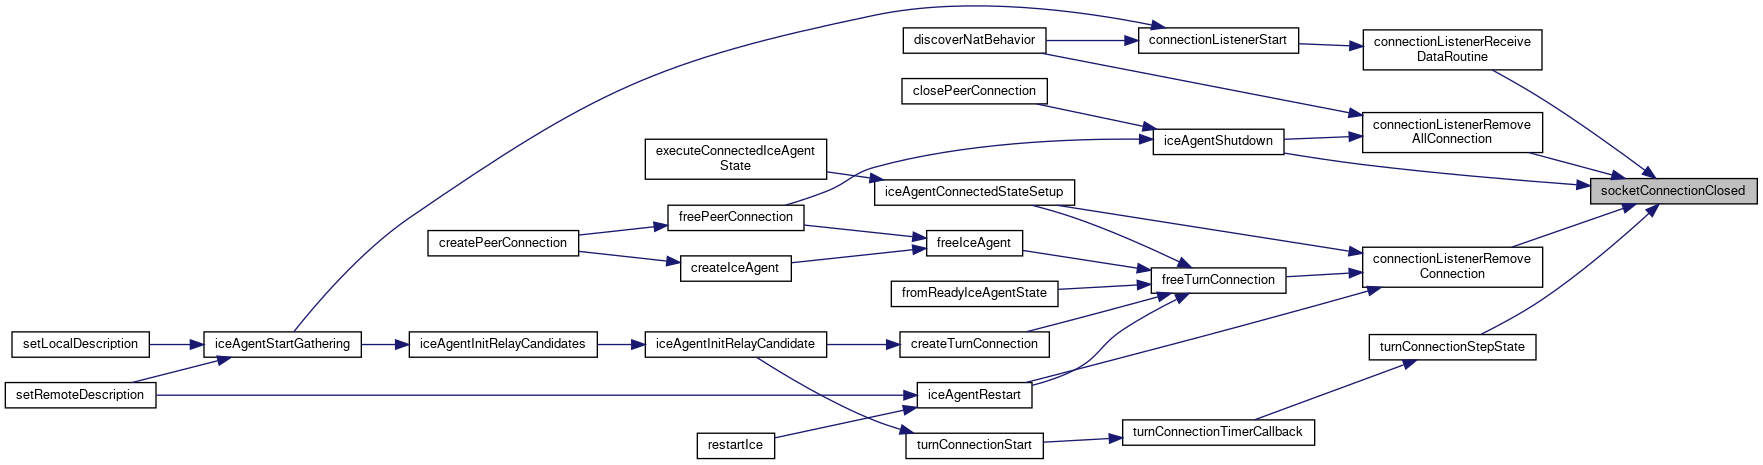 discoverNatBehavior
connectionListenerStart
connectionListenerReceive
DataRoutine
closePeerConnection
connectionListenerRemove
AllConnection
iceAgentShutdown
executeConnectedIceAgent
State
iceAgentConnectedStateSetup
socketConnectionClosed
freePeerConnection
createPeerConnection
freeIceAgent
createIceAgent
connectionListenerRemove
Connection
freeTurnConnection
fromReadyIceAgentState
setLocalDescription
iceAgentStartGathering
iceAgentInitRelayCandidates
iceAgentInitRelayCandidate
createTurnConnection
turnConnectionStepState
setRemoteDescription
iceAgentRestart
restartIce
turnConnectionStart
turnConnectionTimerCallback